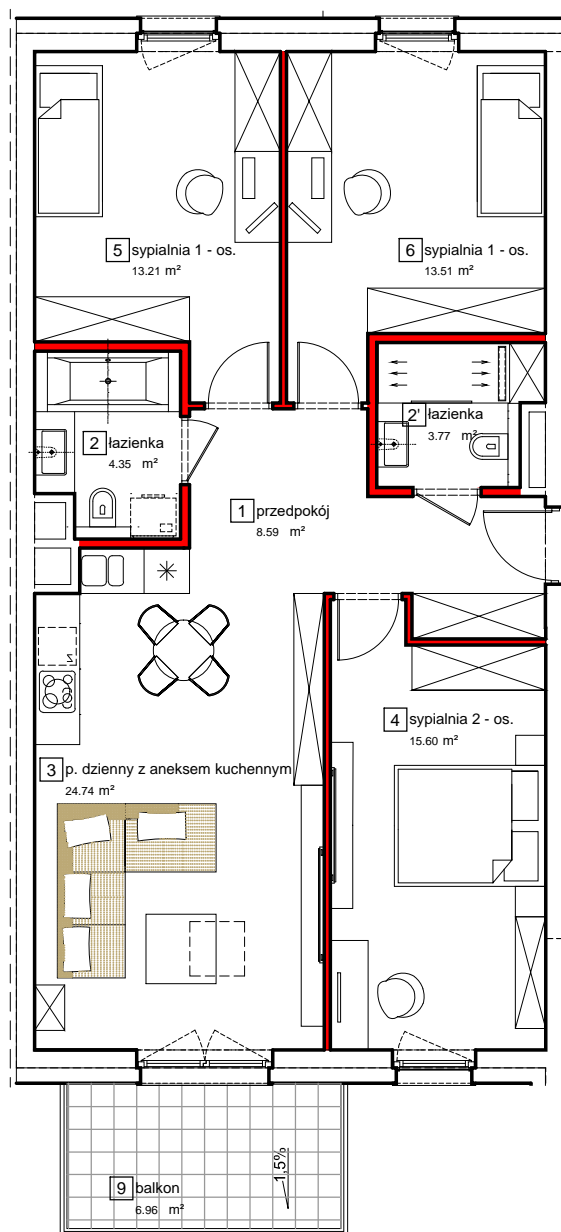 5 sypialnia 1 - os.
13.21 m²
6 sypialnia 1 - os.
13.51 m²
2 łazienka
4.35 m²
2' łazienka
3.77 m²
1 przedpokój
8.59 m²
4 sypialnia 2 - os.
15.60 m²
3 p. dzienny z aneksem kuchennym
24.74 m²
9 balkon
6.96 m²
1,5%